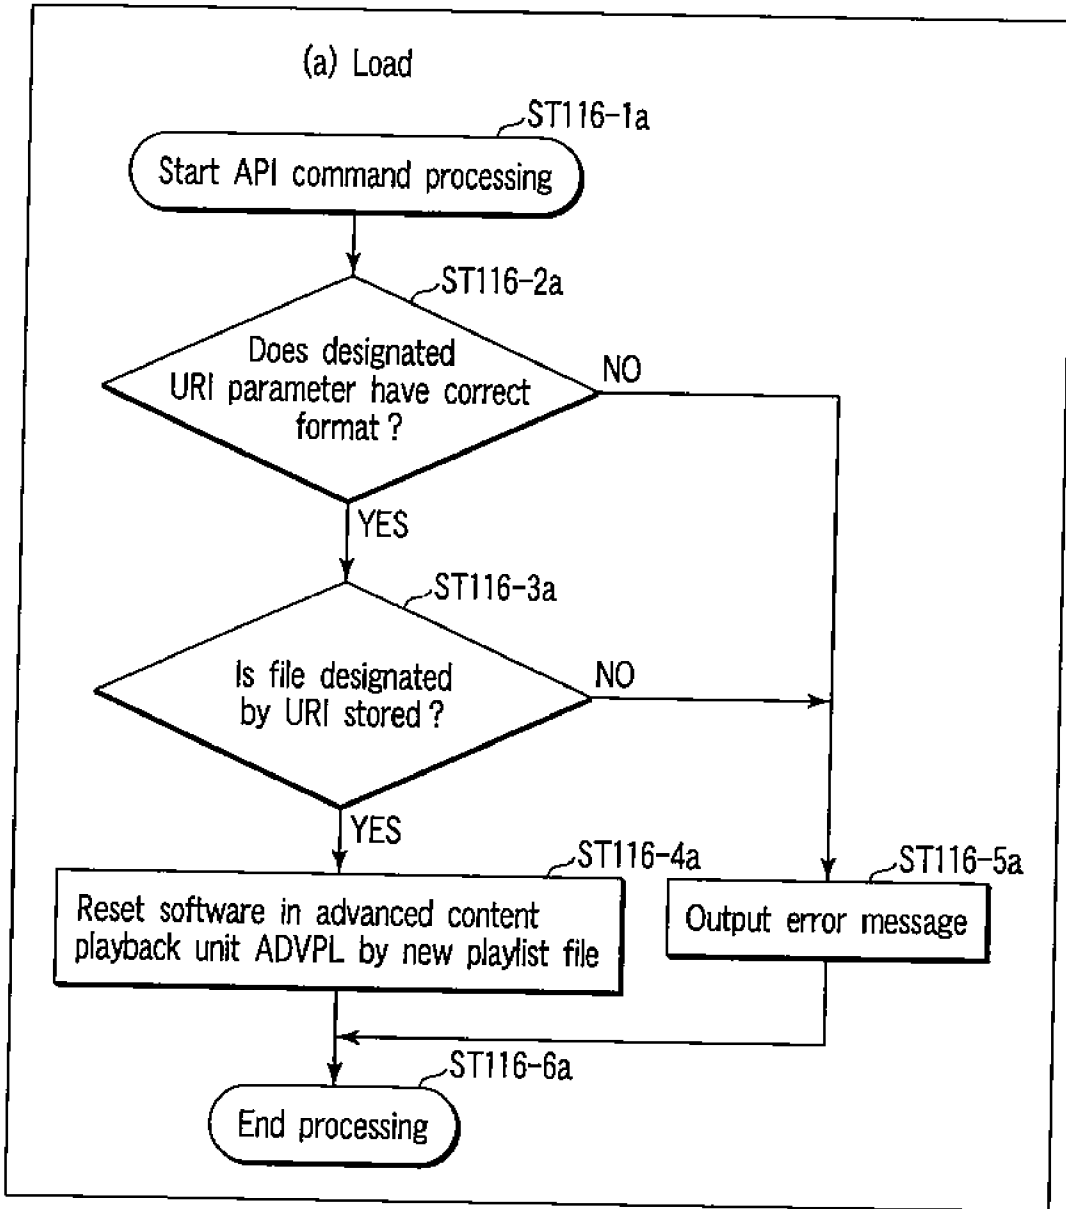 (a) Load
ST116-1a
Start API command processing
ST116-2a
Does designated
URI parameter have correct
format ?
NO
YES
ST116-3a
Is file designated
by URI stored ?
NO
YES
ST116-4a
Reset software in advanced content
playback unit ADVPL by new playlist file
ST116-5a
Output error message
ST116-6a
End processing